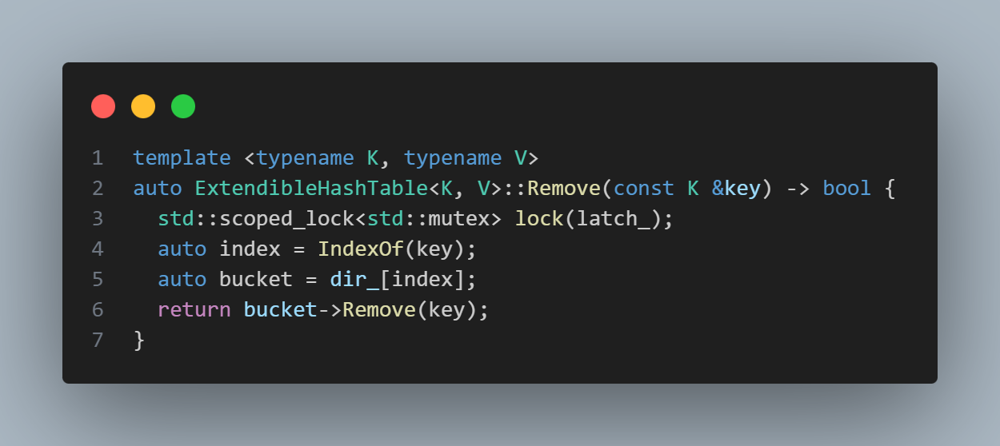 1 template <typename K, typename V>
2 auto ExtendibleHashTable<K, V>::Remove(const K &key) -> bool {
3   std::scoped_lock<std::mutex> lock(latch_);
4   auto index = IndexOf(key);
5   auto bucket = dir_[index];
6   return bucket->Remove(key);
7 }